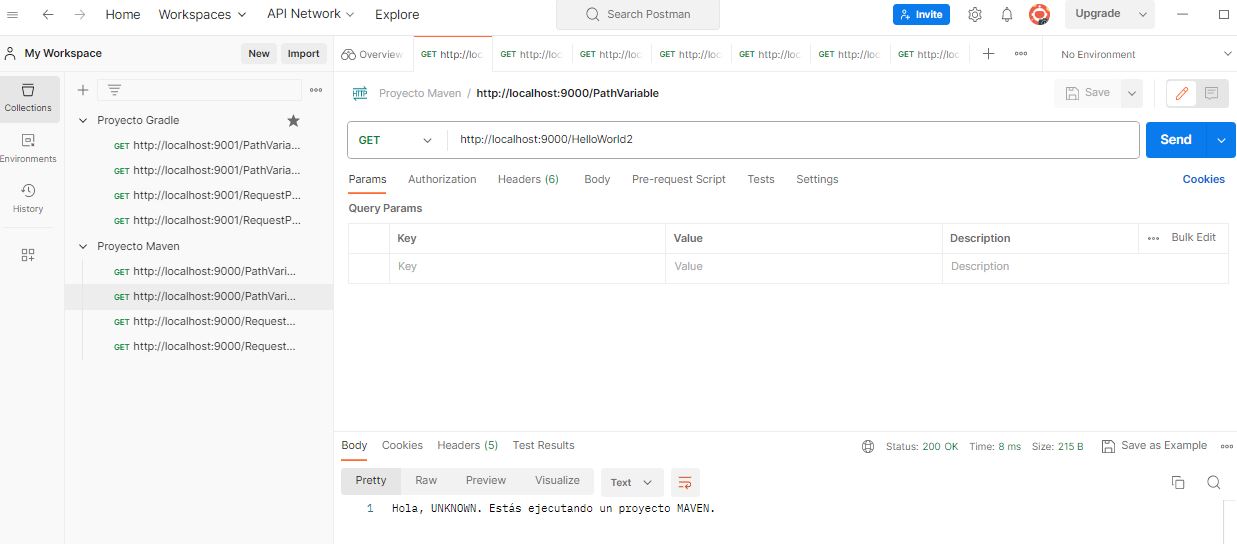 Home Workspaces API Network Explore Search Postman Invite Upgrade
My Workspace New Import Overview GET http://loc GET http://loc GET http://loc GET http://loc GET http://loc GET http://loc GET http://loc No Environment
Collections
Environments
History
Proyecto Gradle
GET http://localhost:9001/PathVaria...
GET http://localhost:9001/PathVaria...
GET http://localhost:9001/RequestP...
GET http://localhost:9001/RequestP...
Proyecto Maven
GET http://localhost:9000/PathVari...
GET http://localhost:9000/PathVari...
GET http://localhost:9000/Request...
GET http://localhost:9000/Request...
HTTP Proyecto Maven / http://localhost:9000/PathVariable Save
GET http://localhost:9000/HelloWorld2 Send
Params Authorization Headers (6) Body Pre-request Script Tests Settings Cookies
Query Params
Key Value Description Bulk Edit
Key Value Description
Body Cookies Headers (5) Test Results Status: 200 OK Time: 8 ms Size: 215 B Save as Example
Pretty Raw Preview Visualize Text
1 Hola, UNKNOWN. Estás ejecutando un proyecto MAVEN.